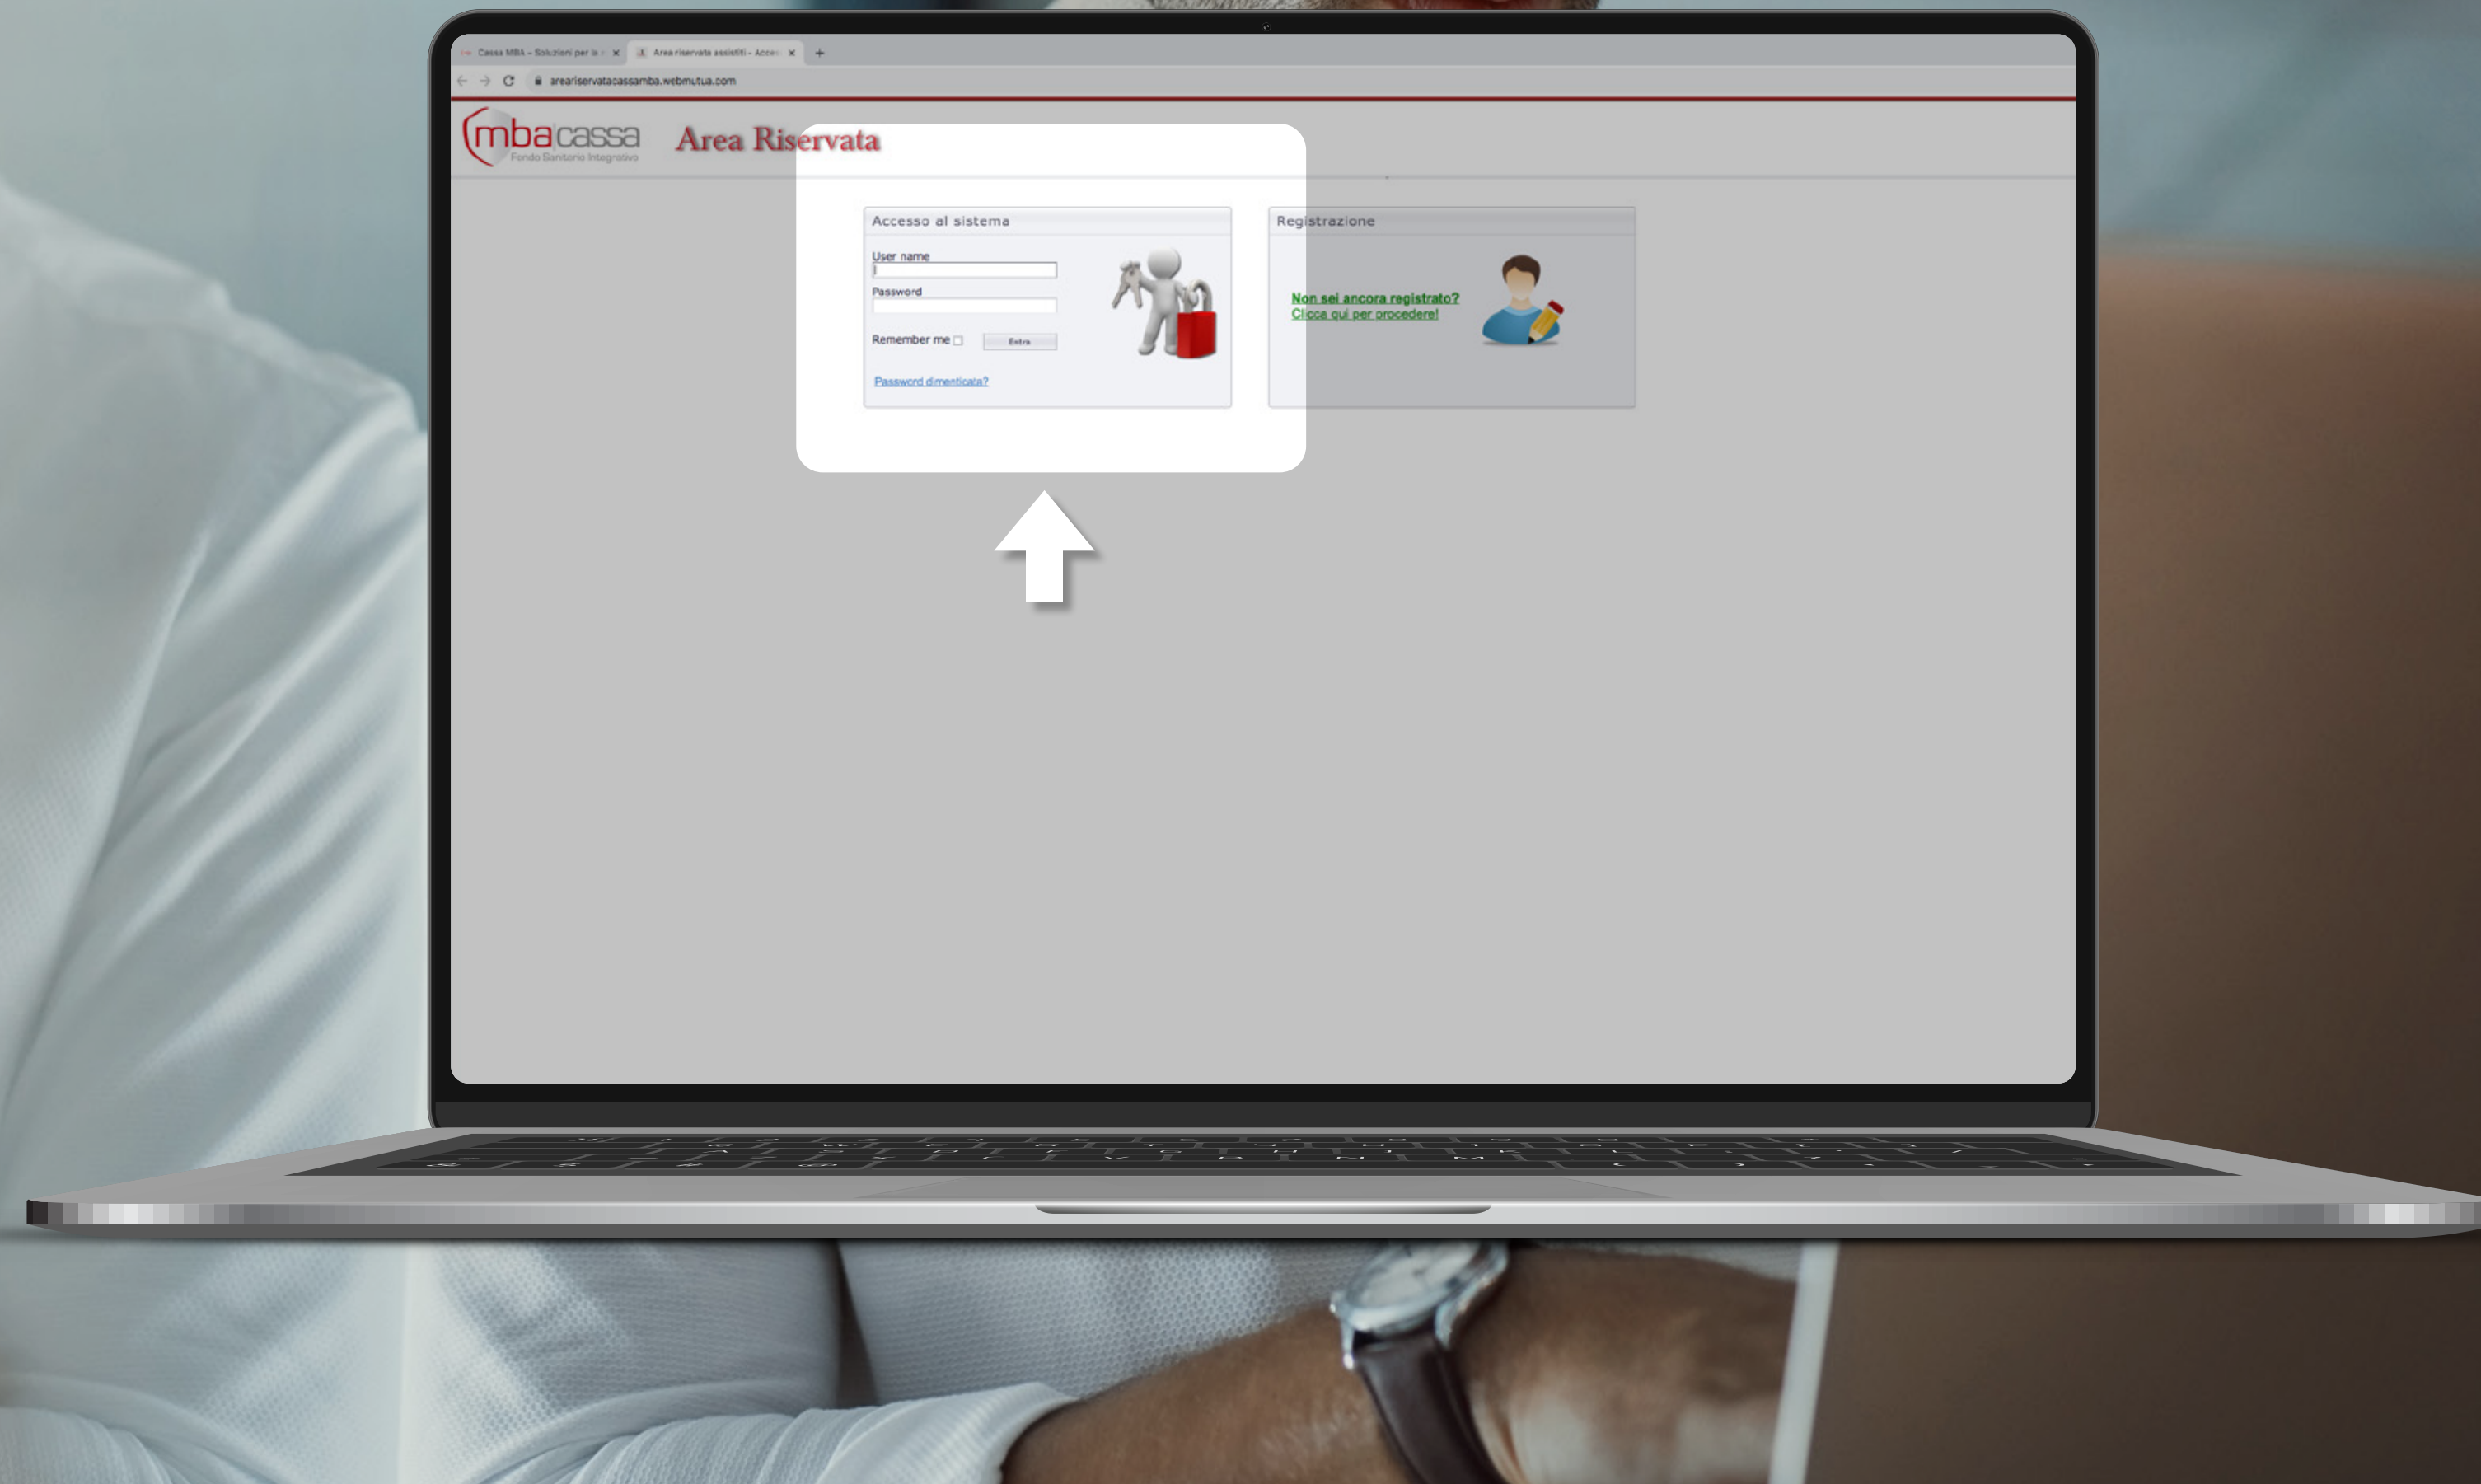 Cassa MBA – Soluzioni per la
Area riservata assistiti – Acces
areariservatacassamba.webmutua.com
mbacassa
Fondo Sanitario Integrativo
Area Riservata
Accesso al sistema
User name
Password
Remember me
Entra
Password dimenticata?
Registrazione
Non sei ancora registrato?
Clicca qui per procedere!